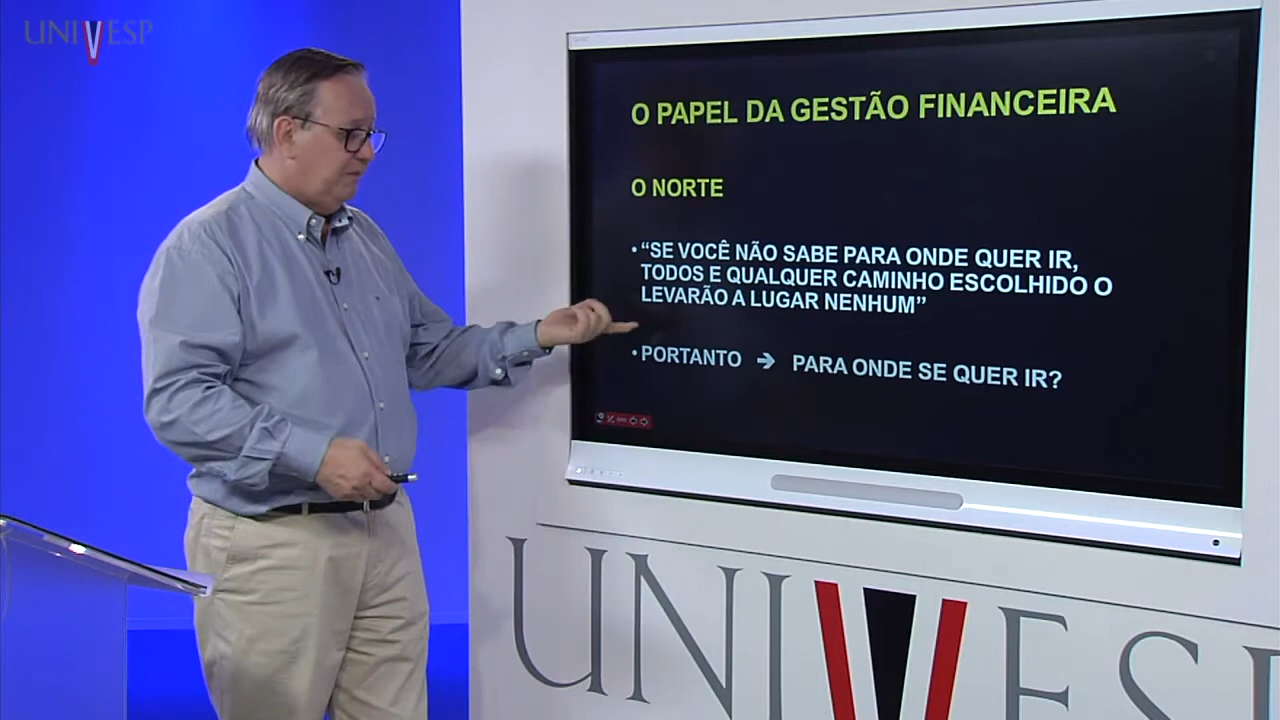 UNIVESP
O PAPEL DA GESTÃO FINANCEIRA
O NORTE
• “SE VOCÊ NÃO SABE PARA ONDE QUER IR,
TODOS E QUALQUER CAMINHO ESCOLHIDO O
LEVARÃO A LUGAR NENHUM”
• PORTANTO ➔ PARA ONDE SE QUER IR?
UNIVESP